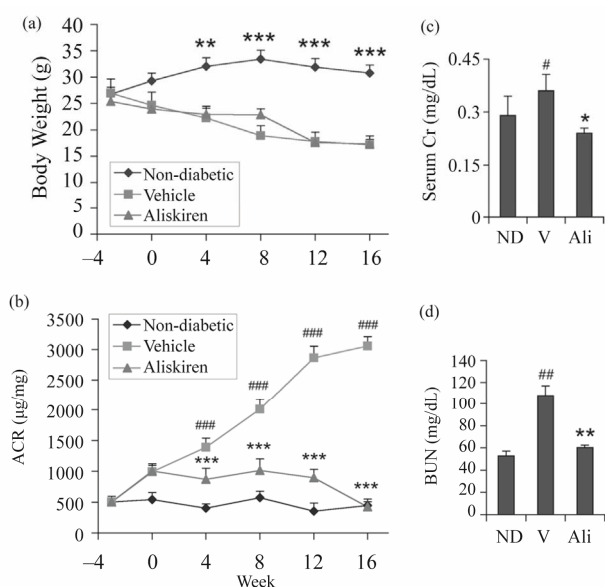 (a)
Body Weight (g)
40
35
30
25
20
15
10
5
0
** *** *** ***
Non-diabetic
Vehicle
Aliskiren
–4 0 4 8 12 16
(b)
ACR (μg/mg)
3500
3000
2500
2000
1500
1000
500
0
Non-diabetic
Vehicle
Aliskiren
### ### ### ###
*** *** *** ***
–4 0 4 8 12 16
Week
(c)
Serum Cr (mg/dL)
0.6
0.45
0.3
0.15
0
#
*
ND V Ali
(d)
BUN (mg/dL)
140
120
100
80
60
40
20
0
##
**
ND V Ali